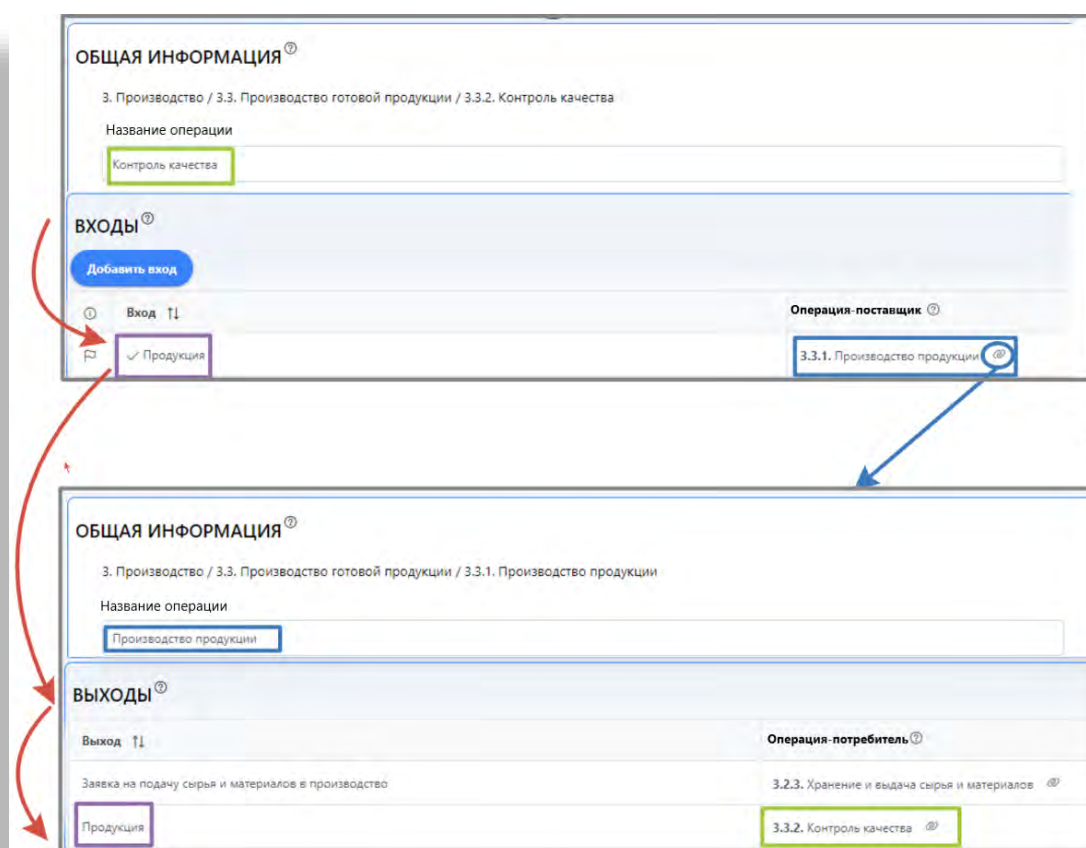 ОБЩАЯ ИНФОРМАЦИЯ
3. Производство / 3.3. Производство готовой продукции / 3.3.2. Контроль качества
Название операции
Контроль качества
ВХОДЫ
Добавить вход
Вход Операция-поставщик
Продукция 3.3.1. Производство продукции
ОБЩАЯ ИНФОРМАЦИЯ
3. Производство / 3.3. Производство готовой продукции / 3.3.1. Производство продукции
Название операции
Производство продукции
ВЫХОДЫ
Выход Операция-потребитель
Заявка на подачу сырья и материалов в производство 3.2.3. Хранение и выдача сырья и материалов
Продукция 3.3.2. Контроль качества